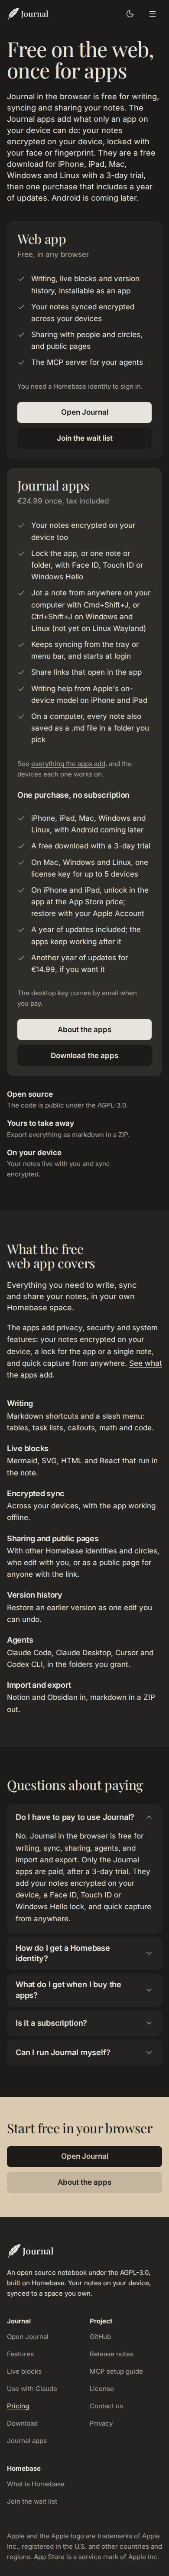 Journal
Free on the web,
once for apps
Journal in the browser is free for writing,
syncing and sharing your notes. The
Journal apps add what only an app on
your device can do: your notes
encrypted on your device, locked with
your face or fingerprint. They are a free
download for iPhone, iPad, Mac,
Windows and Linux with a 3-day trial,
then one purchase that includes a year
of updates. Android is coming later.
Web app
Free, in any browser
Writing, live blocks and version
history, installable as an app
Your notes synced encrypted
across your devices
Sharing with people and circles,
and public pages
The MCP server for your agents
You need a Homebase identity to sign in.
Open Journal
Join the wait list
Journal apps
€24.99 once, tax included
Your notes encrypted on your
device too
Lock the app, or one note or
folder, with Face ID, Touch ID or
Windows Hello
Jot a note from anywhere on your
computer with Cmd+Shift+J, or
Ctrl+Shift+J on Windows and
Linux (not yet on Linux Wayland)
Keeps syncing from the tray or
menu bar, and starts at login
Share links that open in the app
Writing help from Apple's on-
device model on iPhone and iPad
On a computer, every note also
saved as a .md file in a folder you
pick
See everything the apps add, and the
devices each one works on.
One purchase, no subscription
iPhone, iPad, Mac, Windows and
Linux, with Android coming later
A free download with a 3-day trial
On Mac, Windows and Linux, one
license key for up to 5 devices
On iPhone and iPad, unlock in the
app at the App Store price;
restore with your Apple Account
A year of updates included; the
apps keep working after it
Another year of updates for
€14.99, if you want it
The desktop key comes by email when
you pay.
About the apps
Download the apps
Open source
The code is public under the AGPL-3.0.
Yours to take away
Export everything as markdown in a ZIP.
On your device
Your notes live with you and sync
encrypted.
What the free
web app covers
Everything you need to write, sync
and share your notes, in your own
Homebase space.
The apps add privacy, security and system
features: your notes encrypted on your
device, a lock for the app or a single note,
and quick capture from anywhere. See what
the apps add.
Writing
Markdown shortcuts and a slash menu:
tables, task lists, callouts, math and code.
Live blocks
Mermaid, SVG, HTML and React that run in
the note.
Encrypted sync
Across your devices, with the app working
offline.
Sharing and public pages
With other Homebase identities and circles,
who edit with you, or as a public page for
anyone with the link.
Version history
Restore an earlier version as one edit you
can undo.
Agents
Claude Code, Claude Desktop, Cursor and
Codex CLI, in the folders you grant.
Import and export
Notion and Obsidian in, markdown in a ZIP
out.
Questions about paying
Do I have to pay to use Journal?
No. Journal in the browser is free for
writing, sync, sharing, agents, and
import and export. Only the Journal
apps are paid, after a 3-day trial. They
add your notes encrypted on your
device, a Face ID, Touch ID or
Windows Hello lock, and quick capture
from anywhere.
How do I get a Homebase
identity?
What do I get when I buy the
apps?
Is it a subscription?
Can I run Journal myself?
Start free in your browser
Open Journal
About the apps
Journal
An open source notebook under the AGPL-3.0,
built on Homebase. Your notes on your device,
synced to a space you own.
Journal
Open Journal
Features
Live blocks
Use with Claude
Pricing
Download
Journal apps
Project
GitHub
Release notes
MCP setup guide
License
Contact us
Privacy
Homebase
What is Homebase
Join the wait list
Apple and the Apple logo are trademarks of Apple
Inc., registered in the U.S. and other countries and
regions. App Store is a service mark of Apple Inc.